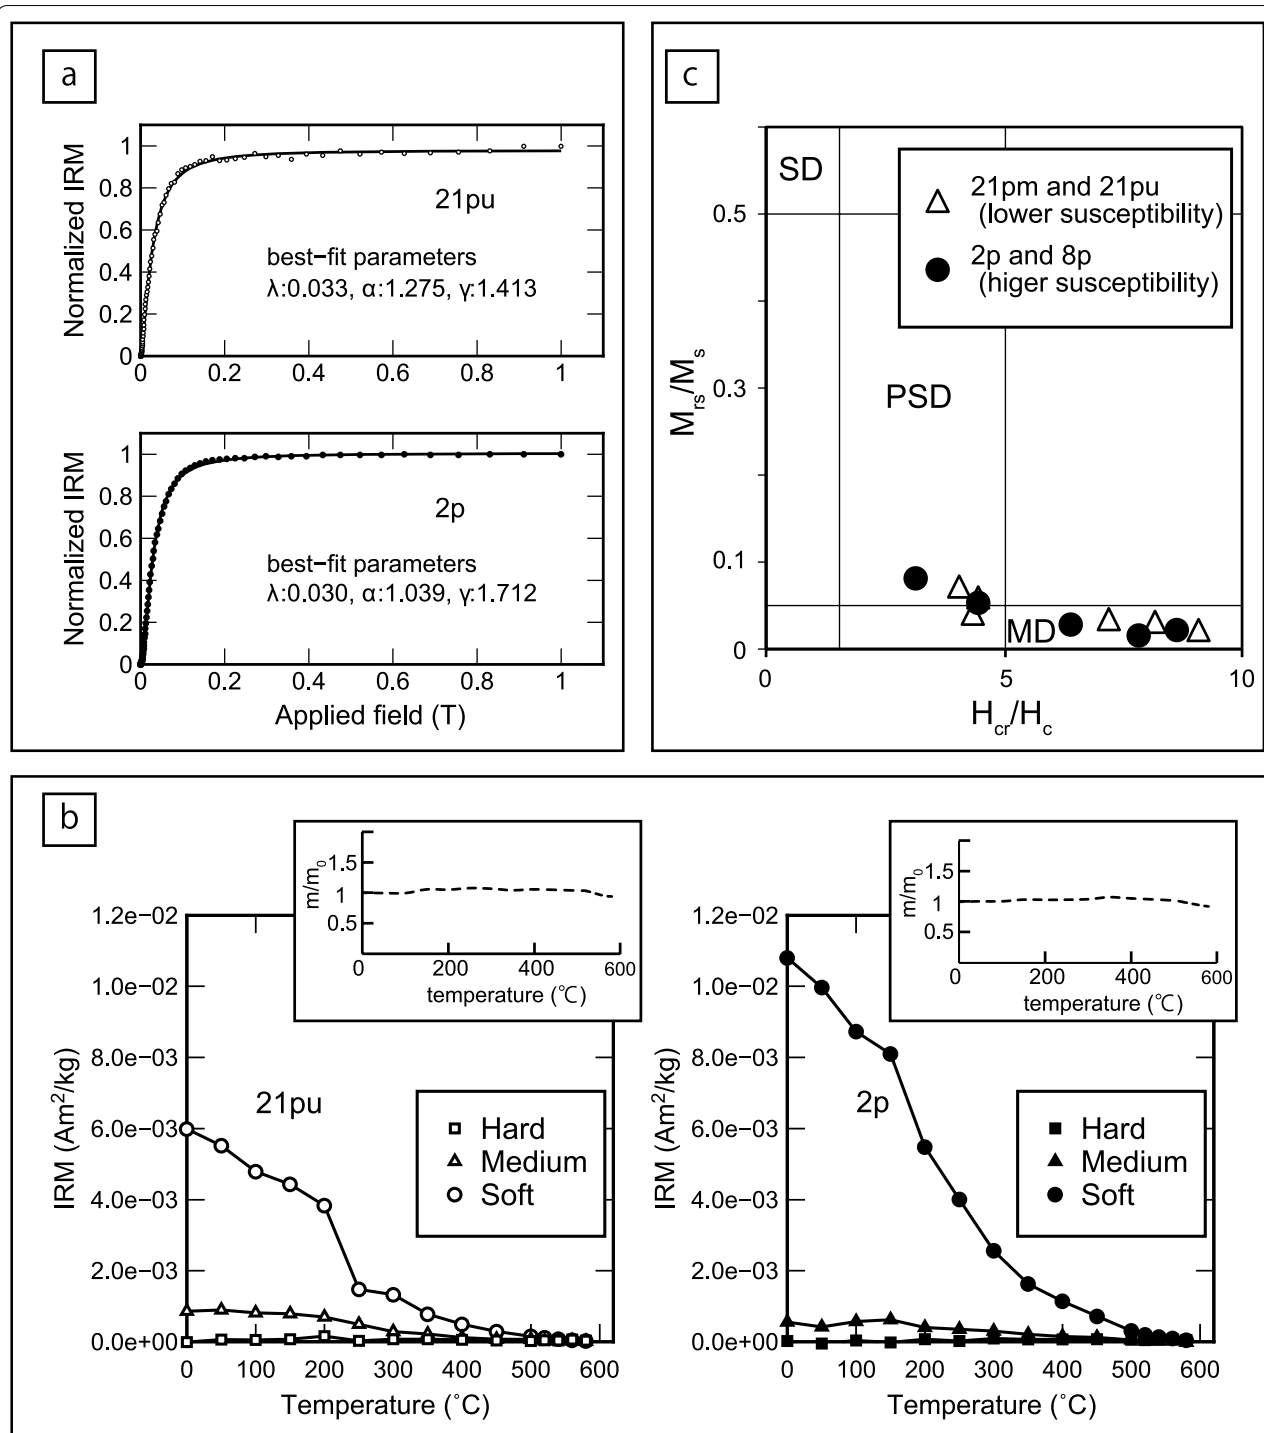 a
Normalized IRM
1
0.8
0.6
0.4
0.2
0
21pu
best−fit parameters
λ:0.033, α:1.275, γ:1.413
0 0.2 0.4 0.6 0.8 1
Normalized IRM
1
0.8
0.6
0.4
0.2
0
2p
best−fit parameters
λ:0.030, α:1.039, γ:1.712
0 0.2 0.4 0.6 0.8 1
Applied field (T)
c
Mrs/Ms
0.5
0.3
0.1
0
SD
PSD
MD
21pm and 21pu
(lower susceptibility)
2p and 8p
(higer susceptibility)
0 5 10
Hcr/Hc
b
m/m0
1.5
1
0.5
0 200 400 600
temperature (℃)
IRM (Am2/kg)
1.2e−02
1.0e−02
8.0e−03
6.0e−03
4.0e−03
2.0e−03
0.0e+00
21pu
Hard
Medium
Soft
0 100 200 300 400 500 600
Temperature (˚C)
m/m0
1.5
1
0.5
0 200 400 600
temperature (℃)
IRM (Am2/kg)
1.2e−02
1.0e−02
8.0e−03
6.0e−03
4.0e−03
2.0e−03
0.0e+00
2p
Hard
Medium
Soft
0 100 200 300 400 500 600
Temperature (˚C)